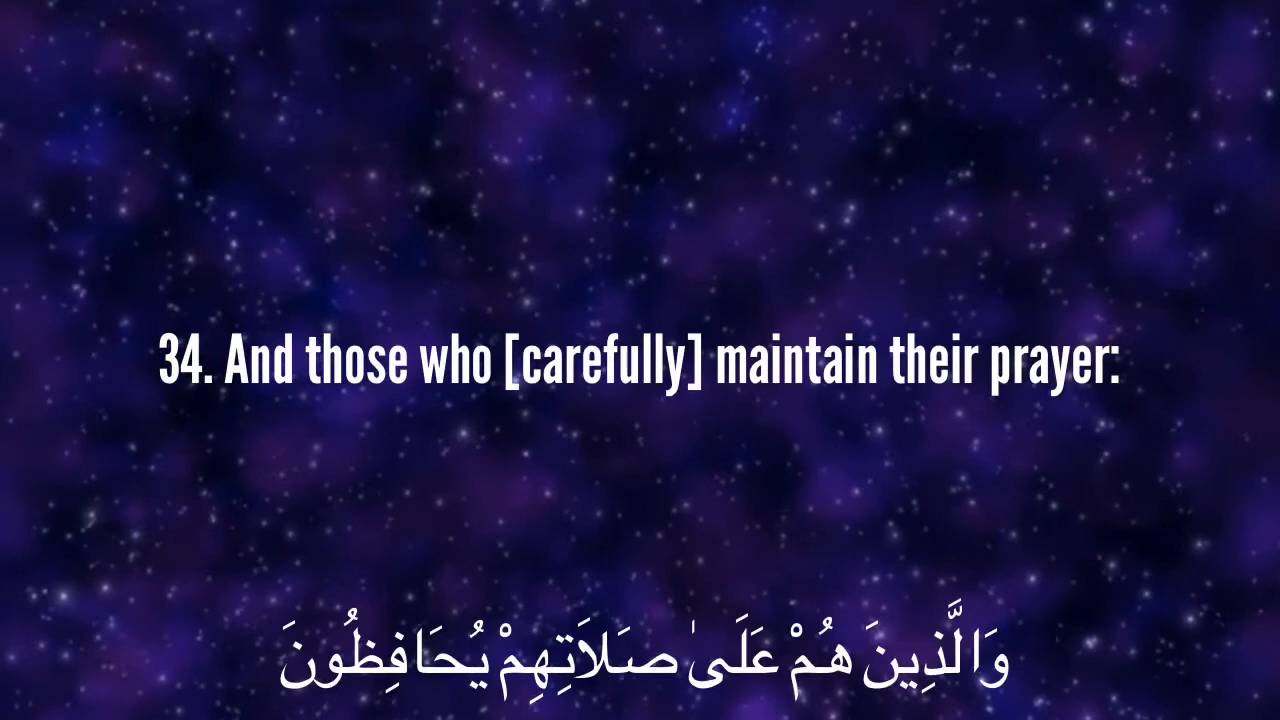 34. And those who [carefully] maintain their prayer:
وَالَّذِينَ هُمْ عَلَىٰ صَلَاتِهِمْ يُحَافِظُونَ